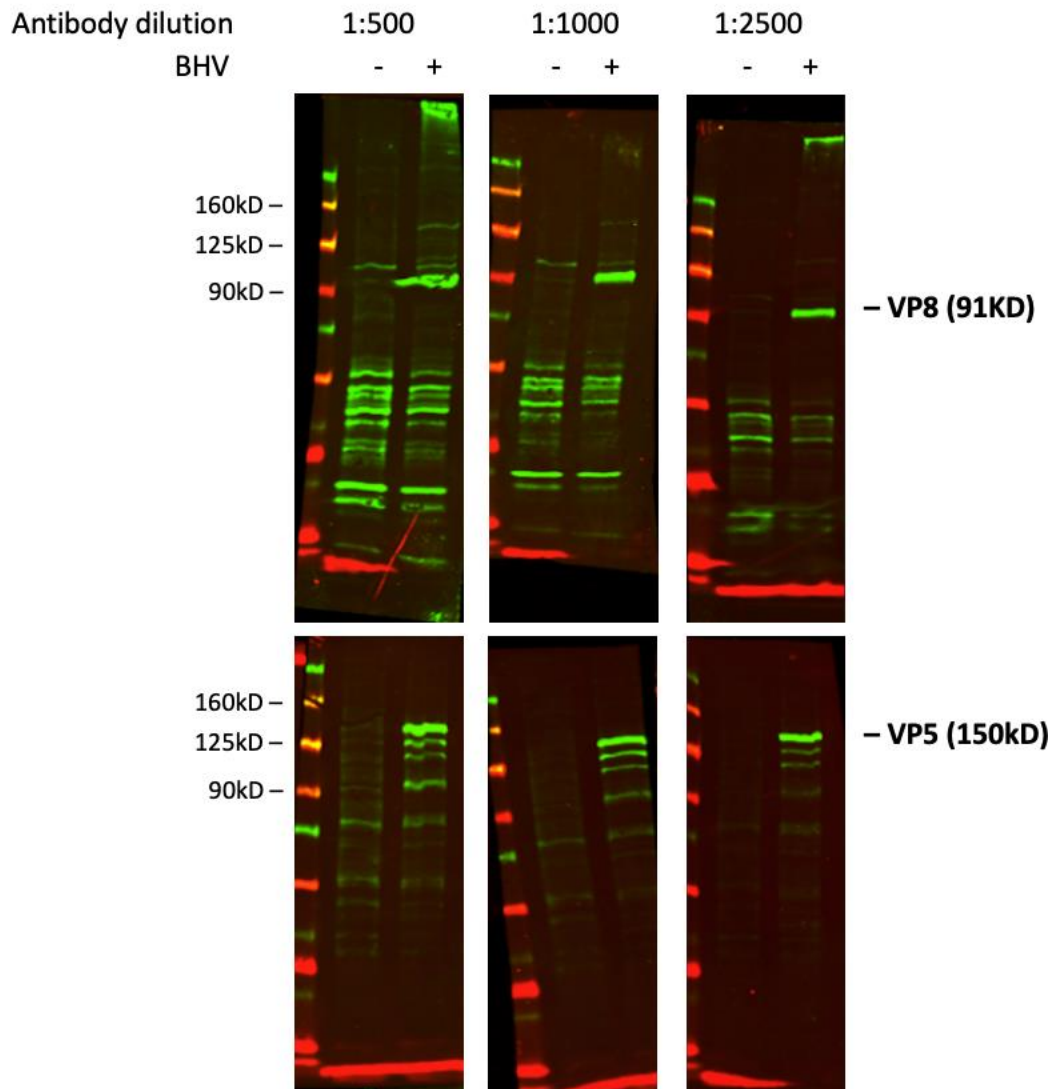 Antibody dilution 1:500 1:1000 1:2500
BHV - + - + - +
160kD –
125kD –
90kD –
– VP8 (91KD)
160kD –
125kD –
90kD –
– VP5 (150kD)